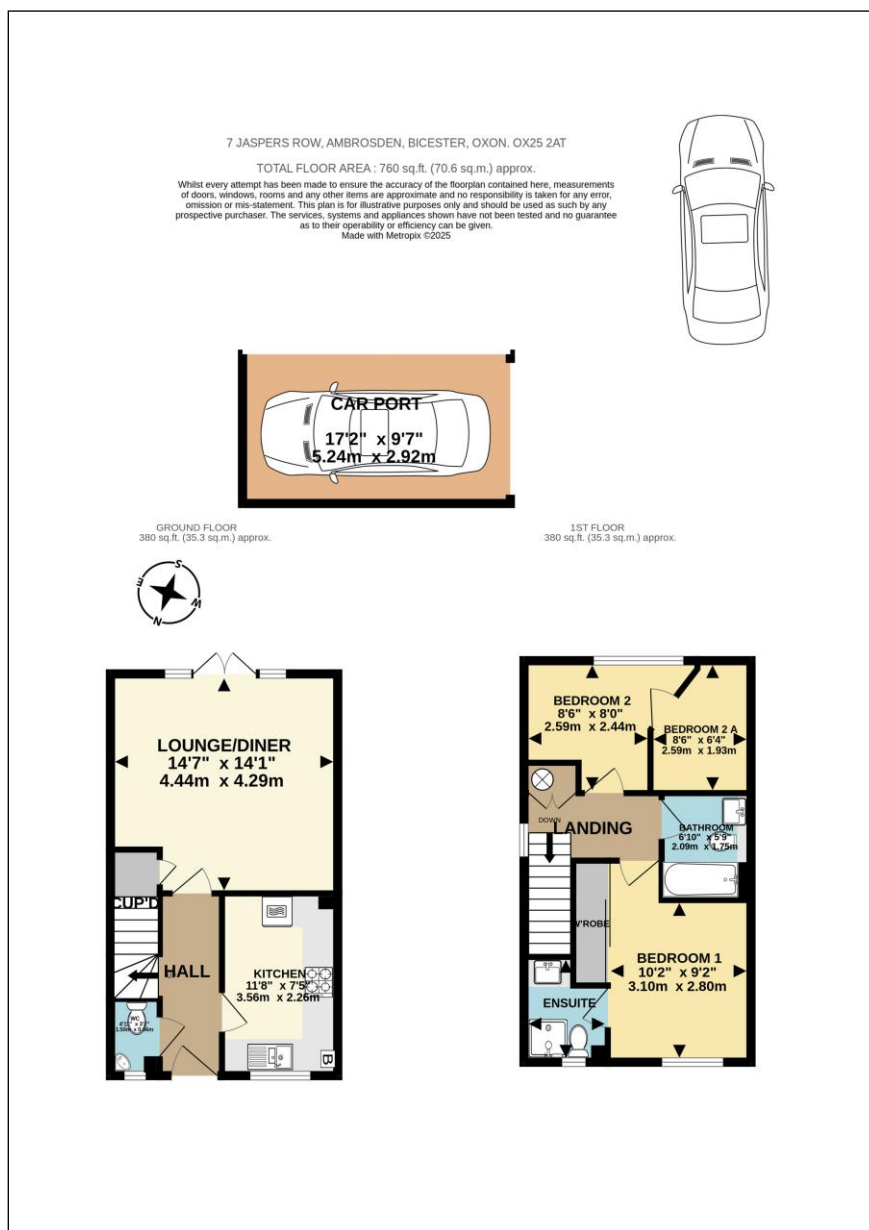 7 JASPERS ROW, AMBROSDEN, BICESTER, OXON. OX25 2AT
TOTAL FLOOR AREA : 760 sq.ft. (70.6 sq.m.) approx.
Whilst every attempt has been made to ensure the accuracy of the floorplan contained here, measurements
of doors, windows, rooms and any other items are approximate and no responsibility is taken for any error,
omission or mis-statement. This plan is for illustrative purposes only and should be used as such by any
prospective purchaser. The services, systems and appliances shown have not been tested and no guarantee
as to their operability or efficiency can be given.
Made with Metropix ©2025
CAR PORT
17'2" x 9'7"
5.24m x 2.92m
GROUND FLOOR
380 sq.ft. (35.3 sq.m.) approx.
1ST FLOOR
380 sq.ft. (35.3 sq.m.) approx.
S
E
W
N
LOUNGE/DINER
14'7" x 14'1"
4.44m x 4.29m
CUP'D
HALL
KITCHEN
11'8" x 7'5"
3.56m x 2.26m
WC
B
BEDROOM 2
8'6" x 8'0"
2.59m x 2.44m
BEDROOM 2 A
8'6" x 6'4"
2.59m x 1.93m
DOWN
LANDING
BATHROOM
6'10" x 5'9"
2.09m x 1.75m
W'ROBE
BEDROOM 1
10'2" x 9'2"
3.10m x 2.80m
ENSUITE